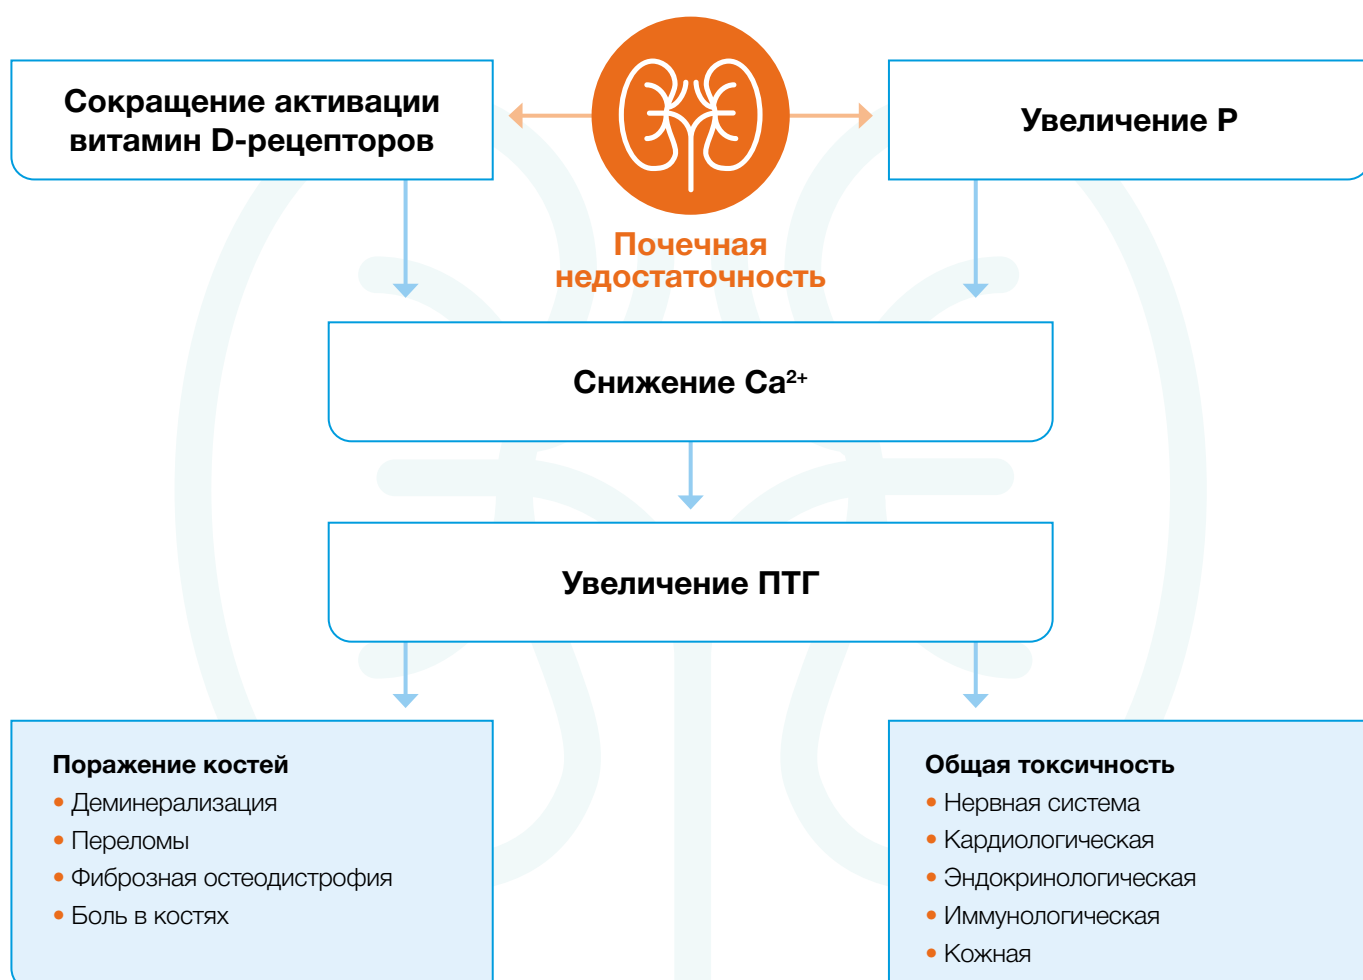 Сокращение активации
витамин D-рецепторов
Увеличение P
Почечная
недостаточность
Снижение Ca²⁺
Увеличение ПТГ
Поражение костей
• Деминерализация
• Переломы
• Фиброзная остеодистрофия
• Боль в костях
Общая токсичность
• Нервная система
• Кардиологическая
• Эндокринологическая
• Иммунологическая
• Кожная